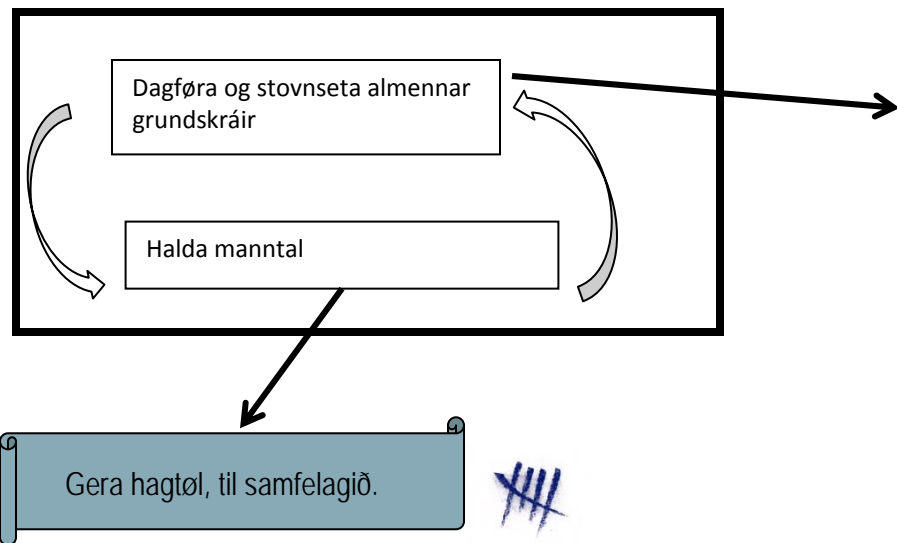 Dagføra og stovnseta almennar
grundskráir
Halda manntal
Gera hagtøl, til samfelagið.